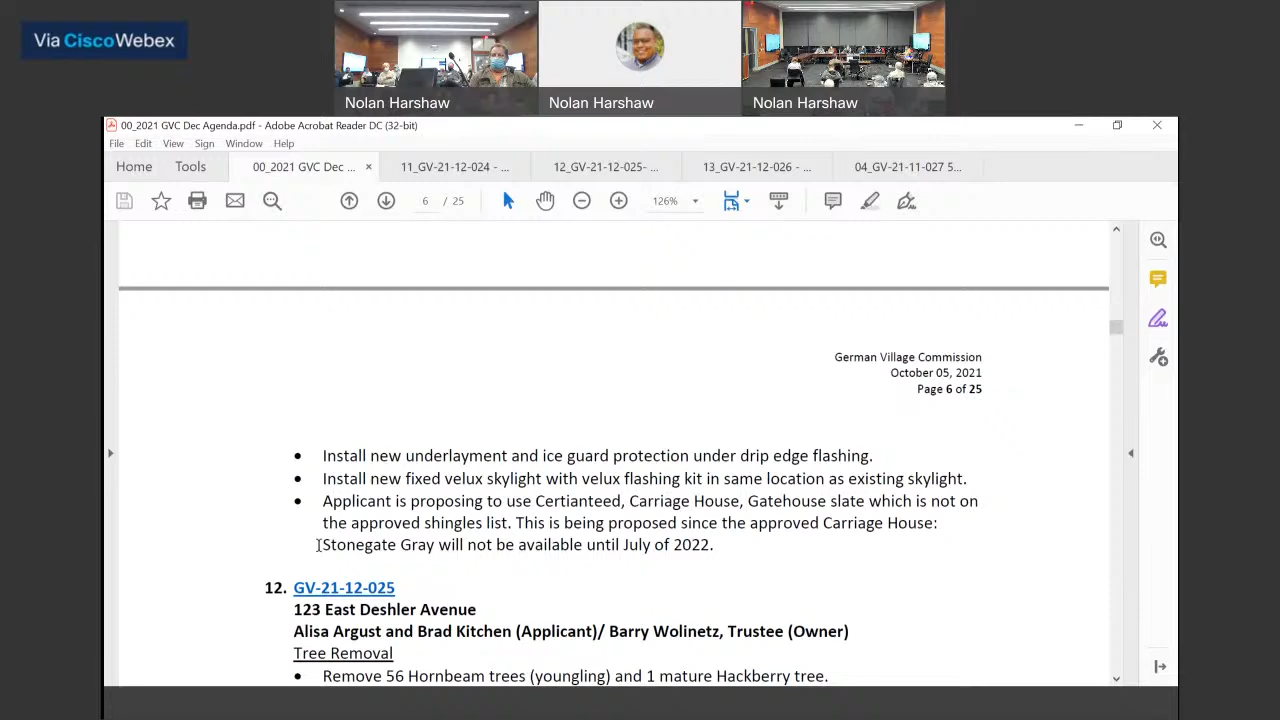 Via CiscoWebex
Nolan Harshaw
Nolan Harshaw
Nolan Harshaw
00_2021 GVC Dec Agenda.pdf - Adobe Acrobat Reader DC (32-bit)
File Edit View Sign Window Help
Home Tools 00_2021 GVC Dec ... × 11_GV-21-12-024 - ... 12_GV-21-12-025- ... 13_GV-21-12-026 - ... 04_GV-21-11-027 5...
6 / 25 126%
German Village Commission
October 05, 2021
Page 6 of 25
• Install new underlayment and ice guard protection under drip edge flashing.
• Install new fixed velux skylight with velux flashing kit in same location as existing skylight.
• Applicant is proposing to use Certianteed, Carriage House, Gatehouse slate which is not on
the approved shingles list. This is being proposed since the approved Carriage House:
Stonegate Gray will not be available until July of 2022.
12. GV-21-12-025
123 East Deshler Avenue
Alisa Argust and Brad Kitchen (Applicant)/ Barry Wolinetz, Trustee (Owner)
Tree Removal
• Remove 56 Hornbeam trees (youngling) and 1 mature Hackberry tree.